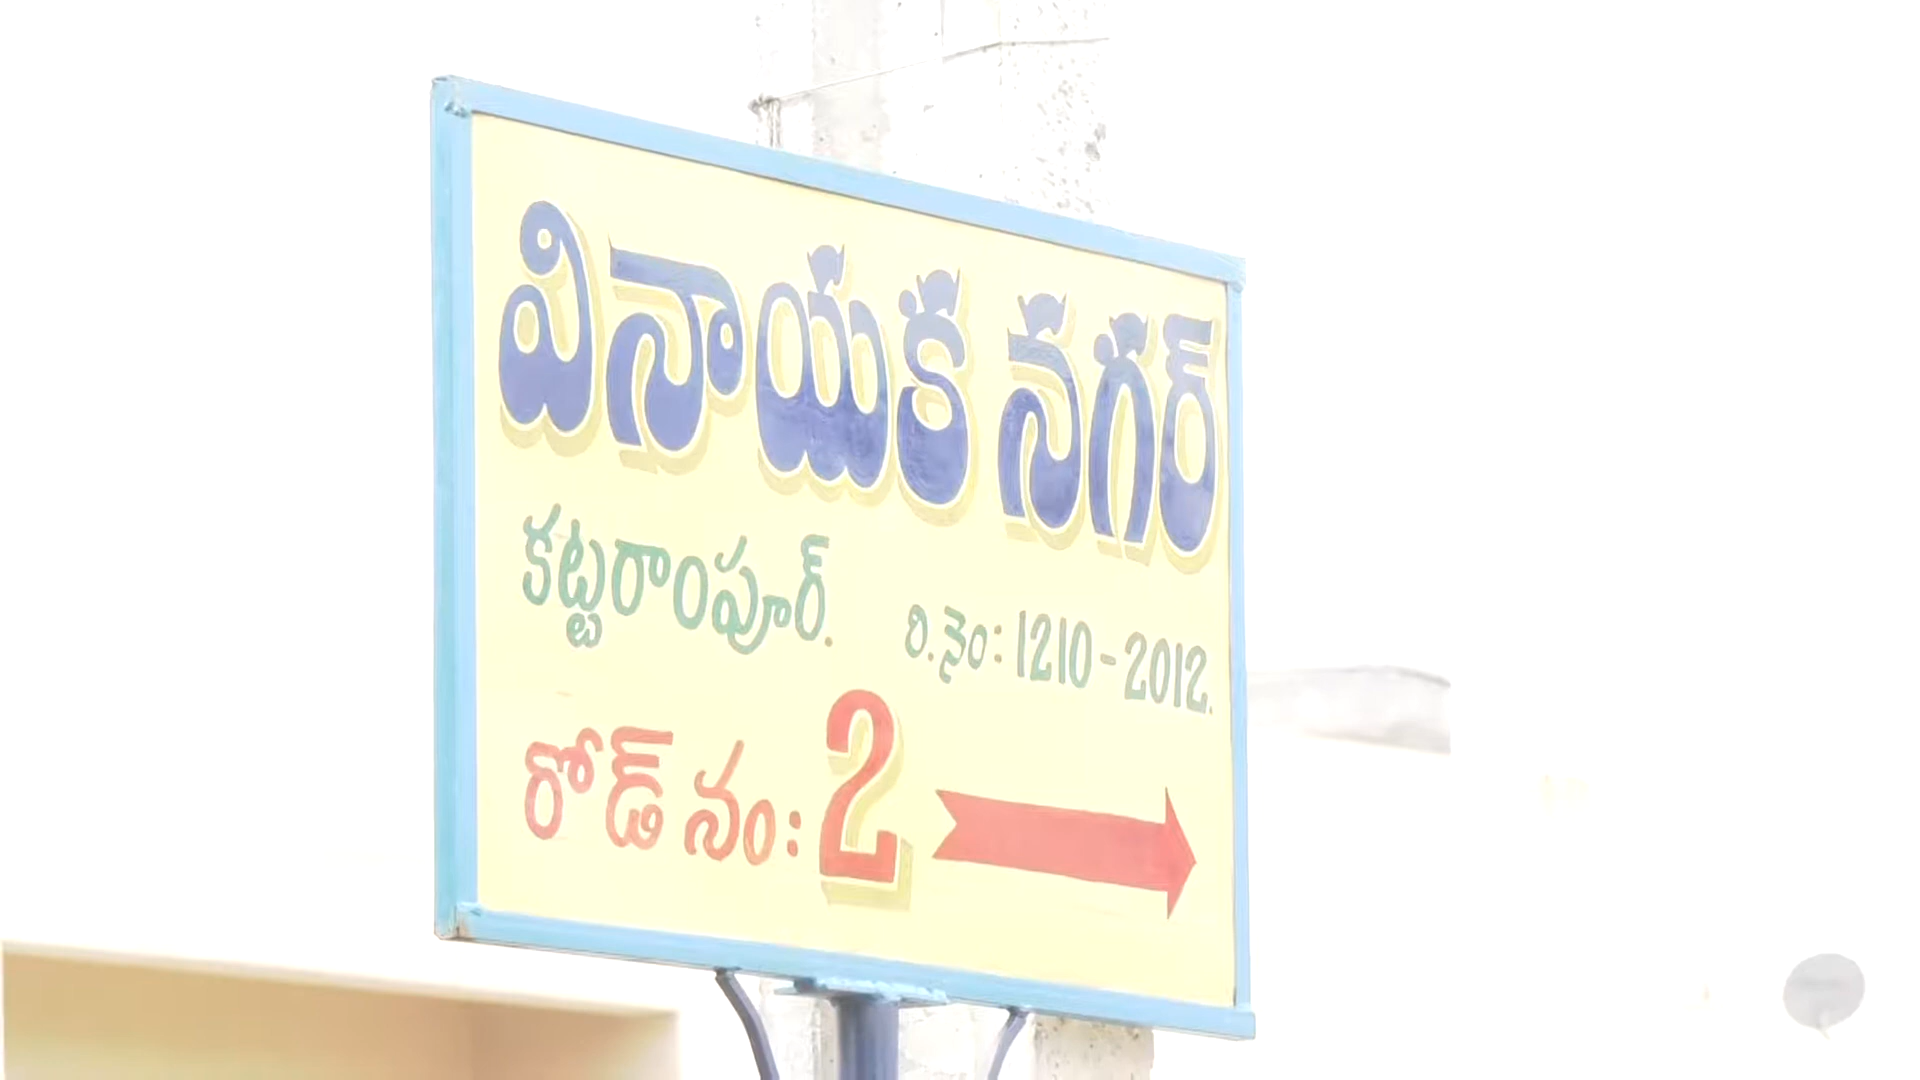 వినాయక నగర్
కట్టరాంపూర్.
రి.నెం: 1210-2012.
రోడ్ నం: 2